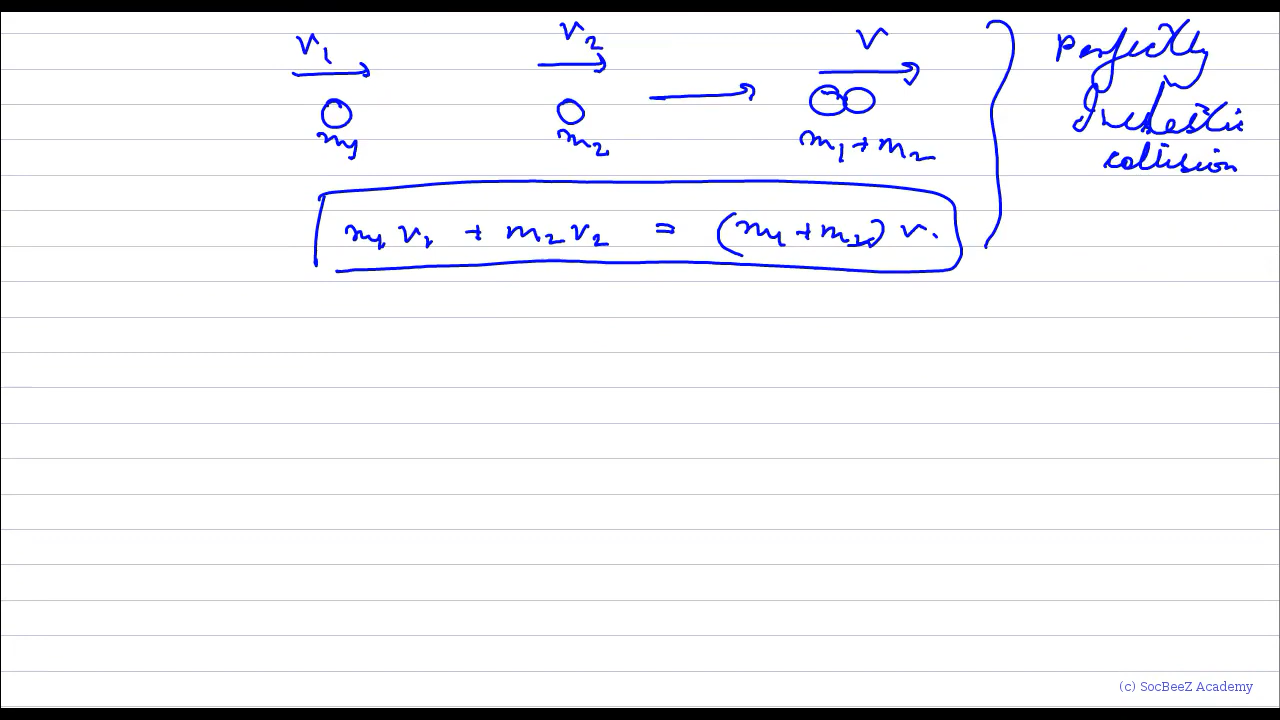 v₁ v₂ v
m₁ m₂ m₁+m₂
Perfectly
Inelastic
collision
m₁ v₁ + m₂ v₂ = (m₁ + m₂) v.
(c) SocBeeZ Academy